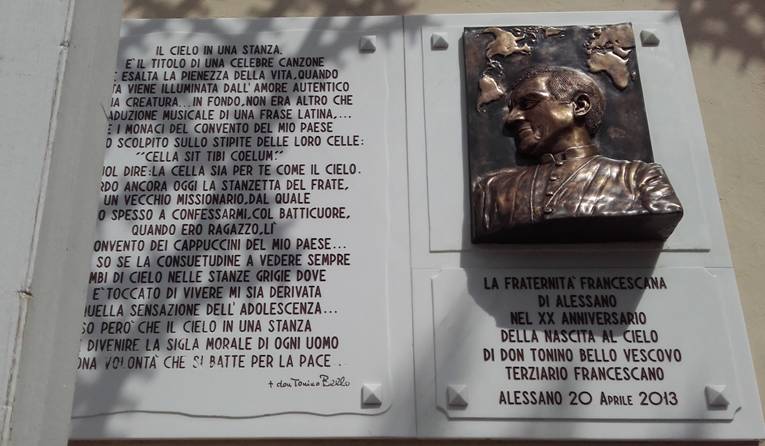 IL CIELO IN UNA STANZA.
E' IL TITOLO DI UNA CELEBRE CANZONE
ESALTA LA PIENEZZA DELLA VITA,QUANDO
VIENE ILLUMINATA DALL'AMORE AUTENTICO
CREATURA...IN FONDO,NON ERA ALTRO CHE
MUSICALE DI UNA FRASE LATINA,...
I MONACI DEL CONVENTO DEL MIO PAESE
SCOLPITO SULLO STIPITE DELLE LORO CELLE:
"CELLA SIT TIBI COELUM"
DIRE:LA CELLA SIA PER TE COME IL CIELO.
ANCORA OGGI LA STANZETTA DEL FRATE,
UN VECCHIO MISSIONARIO,DAL QUALE
SPESSO A CONFESSARMI,COL BATTICUORE,
QUANDO ERO RAGAZZO,LÌ
CONVENTO DEI CAPPUCCINI DEL MIO PAESE...
SO SE LA CONSUETUDINE A VEDERE SEMPRE
DI CIELO NELLE STANZE GRIGIE DOVE
E' TOCCATO DI VIVERE MI SIA DERIVATA
SENSAZIONE DELL'ADOLESCENZA...
PERO' CHE IL CIELO IN UNA STANZA
DIVENIRE LA SIGLA MORALE DI OGNI UOMO
VOLONTA' CHE SI BATTE PER LA PACE.
+ don Tonino Bello
LA FRATERNITA' FRANCESCANA
DI ALESSANO
NEL XX ANNIVERSARIO
DELLA NASCITA AL CIELO
DI DON TONINO BELLO VESCOVO
TERZIARIO FRANCESCANO
ALESSANO 20 APRILE 2013